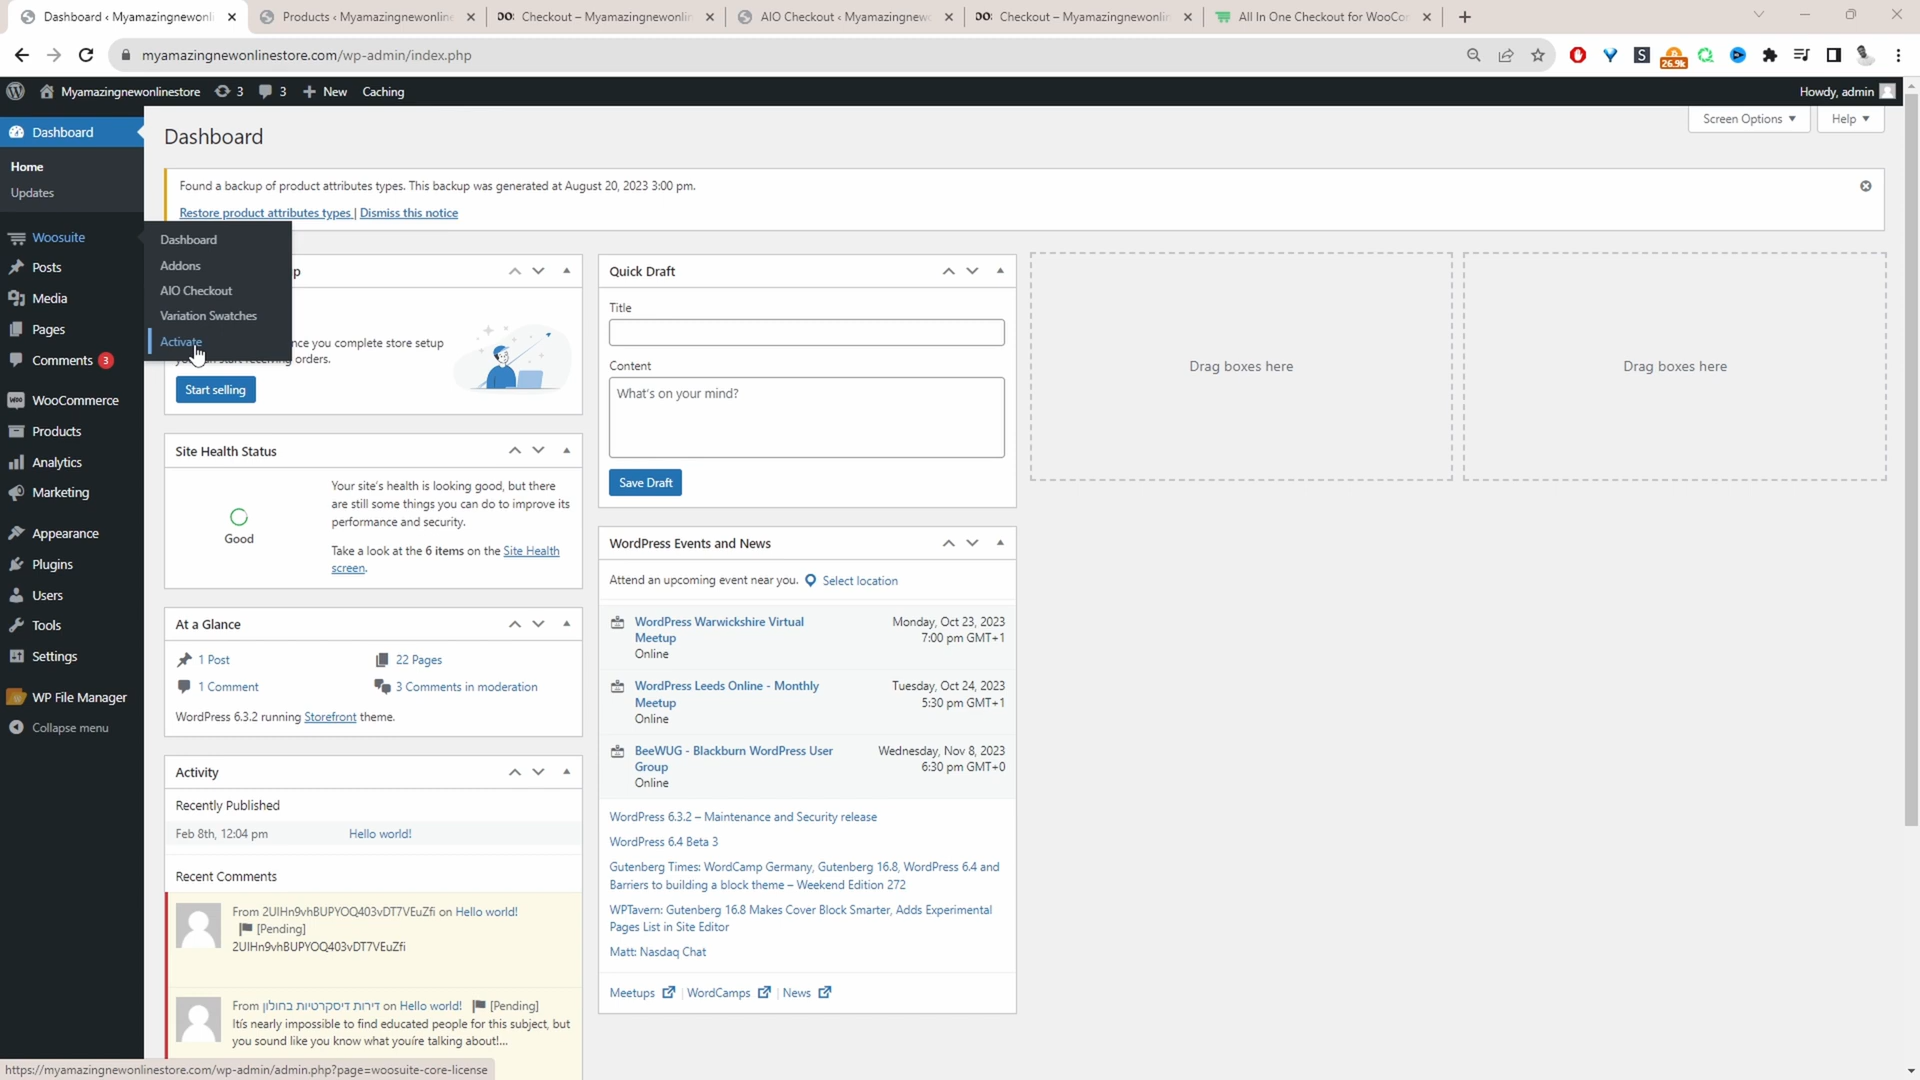 Dashboard ‹ Myamazingnewonli
Products ‹ Myamazingnewonline
Checkout – Myamazingnewonlin
AIO Checkout ‹ Myamazingnewo
Checkout – Myamazingnewonlin
All In One Checkout for WooCo
myamazingnewonlinestore.com/wp-admin/index.php
26.9k
Myamazingnewonlinestore
3
3
New
Caching
Howdy, admin
Dashboard
Home
Updates
Woosuite
Posts
Media
Pages
Comments 3
WooCommerce
Products
Analytics
Marketing
Appearance
Plugins
Users
Tools
Settings
WP File Manager
Collapse menu
Dashboard
Addons
AIO Checkout
Variation Swatches
Activate
Dashboard
Screen Options
Help
Found a backup of product attributes types. This backup was generated at August 20, 2023 3:00 pm.
Restore product attributes types | Dismiss this notice
nce you complete store setup
orders.
Start selling
Site Health Status
Good
Your site's health is looking good, but there
are still some things you can do to improve its
performance and security.
Take a look at the 6 items on the Site Health
screen.
At a Glance
1 Post
22 Pages
1 Comment
3 Comments in moderation
WordPress 6.3.2 running Storefront theme.
Activity
Recently Published
Feb 8th, 12:04 pm
Hello world!
Recent Comments
From 2UIHn9vhBUPYOQ403vDT7VEuZfi on Hello world!
[Pending]
2UIHn9vhBUPYOQ403vDT7VEuZfi
From דירות דיסקרטיות בחולון| on Hello world! [Pending]
Itís nearly impossible to find educated people for this subject, but
you sound like you know what youíre talking about!...
Quick Draft
Title
Content
What's on your mind?
Save Draft
WordPress Events and News
Attend an upcoming event near you. Select location
WordPress Warwickshire Virtual
Meetup
Online
Monday, Oct 23, 2023
7:00 pm GMT+1
WordPress Leeds Online - Monthly
Meetup
Online
Tuesday, Oct 24, 2023
5:30 pm GMT+1
BeeWUG - Blackburn WordPress User
Group
Online
Wednesday, Nov 8, 2023
6:30 pm GMT+0
WordPress 6.3.2 – Maintenance and Security release
WordPress 6.4 Beta 3
Gutenberg Times: WordCamp Germany, Gutenberg 16.8, WordPress 6.4 and
Barriers to building a block theme – Weekend Edition 272
WPTavern: Gutenberg 16.8 Makes Cover Block Smarter, Adds Experimental
Pages List in Site Editor
Matt: Nasdaq Chat
Meetups | WordCamps | News
Drag boxes here
Drag boxes here
https://myamazingnewonlinestore.com/wp-admin/admin.php?page=woosuite-core-license